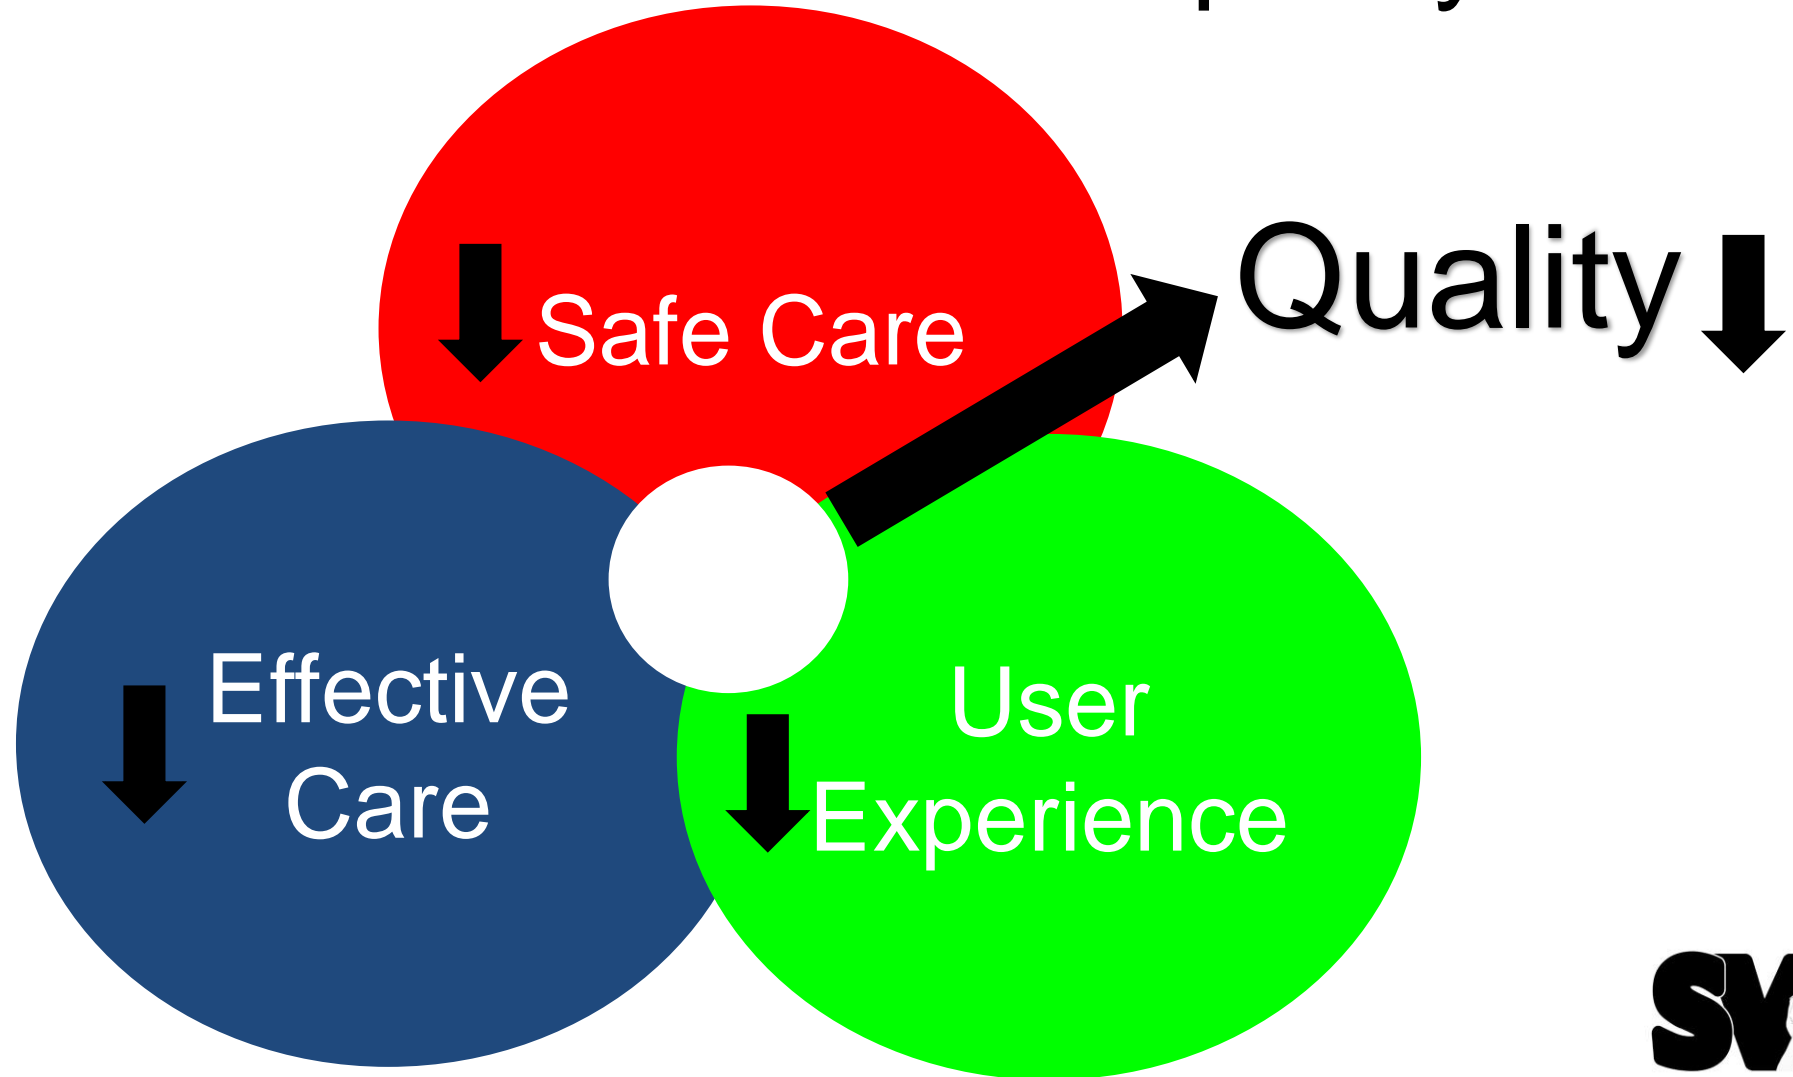 Quality
Safe Care
Effective
Care
User
Experience